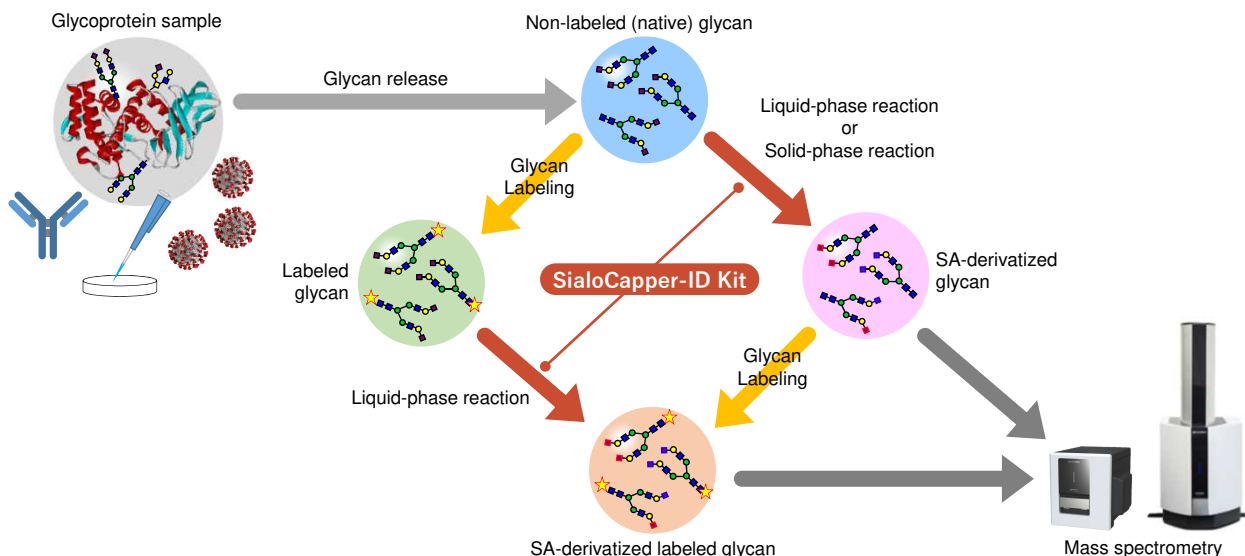 Glycoprotein sample
Non-labeled (native) glycan
Glycan release
Liquid-phase reaction
or
Solid-phase reaction
Glycan
Labeling
Labeled
glycan
SialoCapper-ID Kit
SA-derivatized
glycan
Glycan
Labeling
Liquid-phase reaction
SA-derivatized labeled glycan
Mass spectrometry